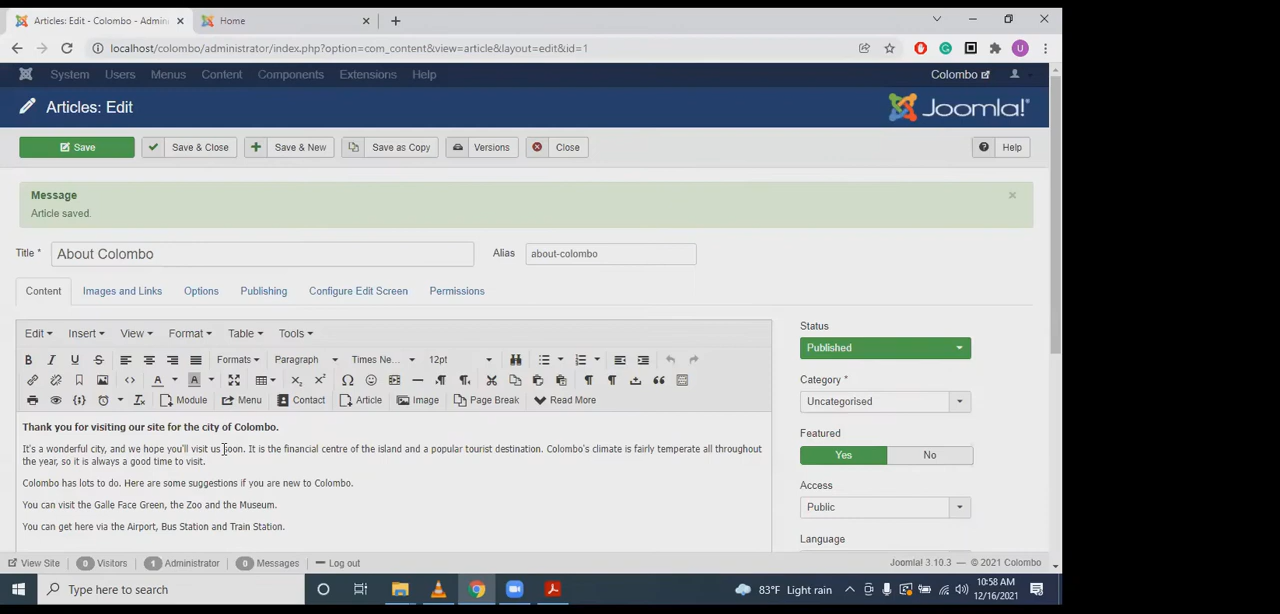 Articles: Edit - Colombo - Admin
Home
localhost/colombo/administrator/index.php?option=com_content&view=article&layout=edit&id=1
U
System Users Menus Content Components Extensions Help Colombo
Articles: Edit Joomla!®
Save Save & Close Save & New Save as Copy Versions Close Help
Message
Article saved.
Title * About Colombo Alias about-colombo
Content Images and Links Options Publishing Configure Edit Screen Permissions
Edit Insert View Format Table Tools
Status
Published
B I U S Formats Paragraph Times Ne... 12pt
A A
Category *
Module Menu Contact Article Image Page Break Read More
Uncategorised
Thank you for visiting our site for the city of Colombo.
It's a wonderful city, and we hope you'll visit us soon. It is the financial centre of the island and a popular tourist destination. Colombo's climate is fairly temperate all throughout
the year, so it is always a good time to visit.
Colombo has lots to do. Here are some suggestions if you are new to Colombo.
You can visit the Galle Face Green, the Zoo and the Museum.
You can get here via the Airport, Bus Station and Train Station.
Featured
Yes No
Access
Public
Language
View Site 0 Visitors 1 Administrator 0 Messages Log out Joomla! 3.10.3 — © 2021 Colombo
Type here to search 83°F Light rain 10:58 AM
12/16/2021